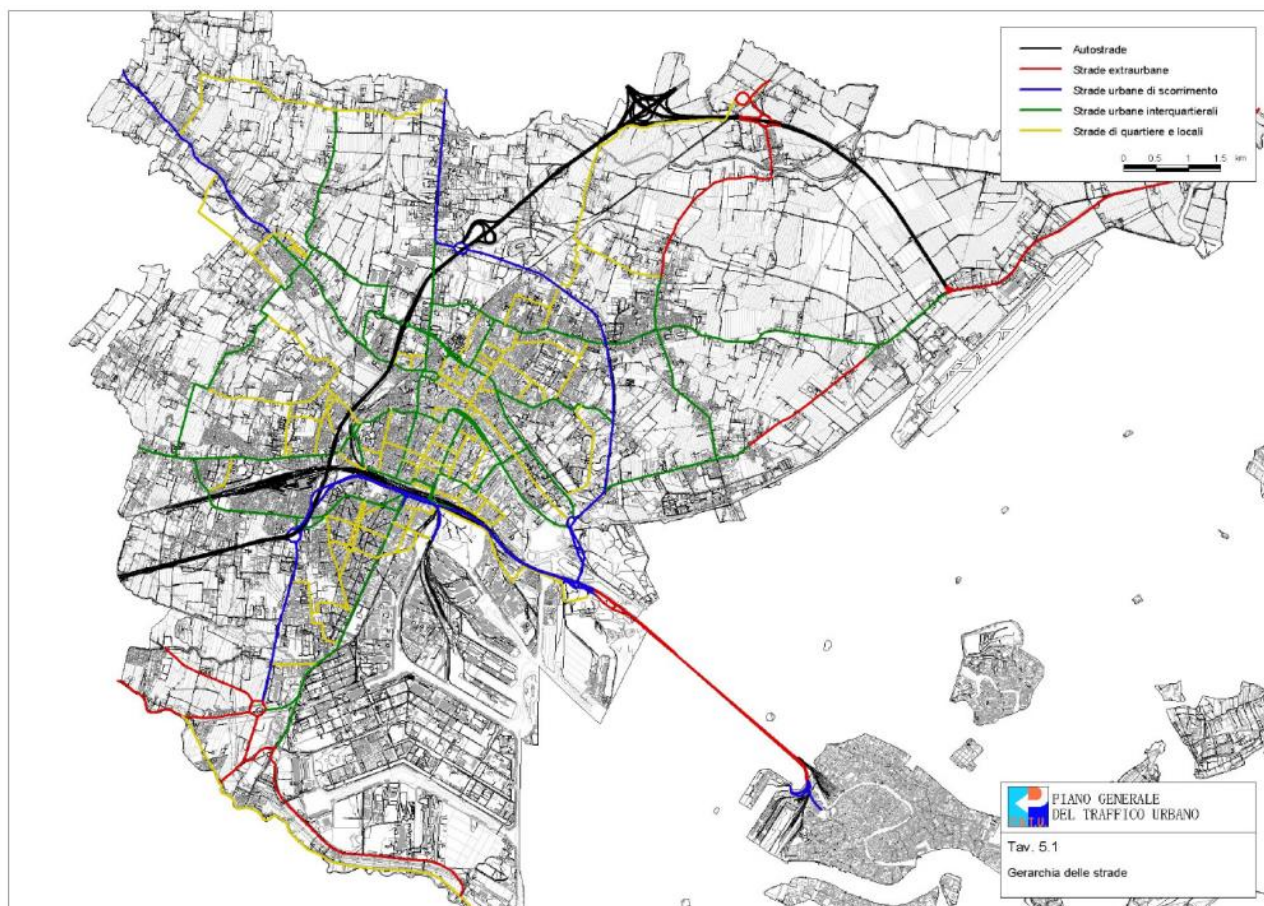 Autostrade
Strade extraurbane
Strade urbane di scorrimento
Strade urbane interquartierali
Strade di quartiere e locali
0 0.5 1 1.5 km
PIANO GENERALE
DEL TRAFFICO URBANO
Tav. 5.1
Gerarchia delle strade